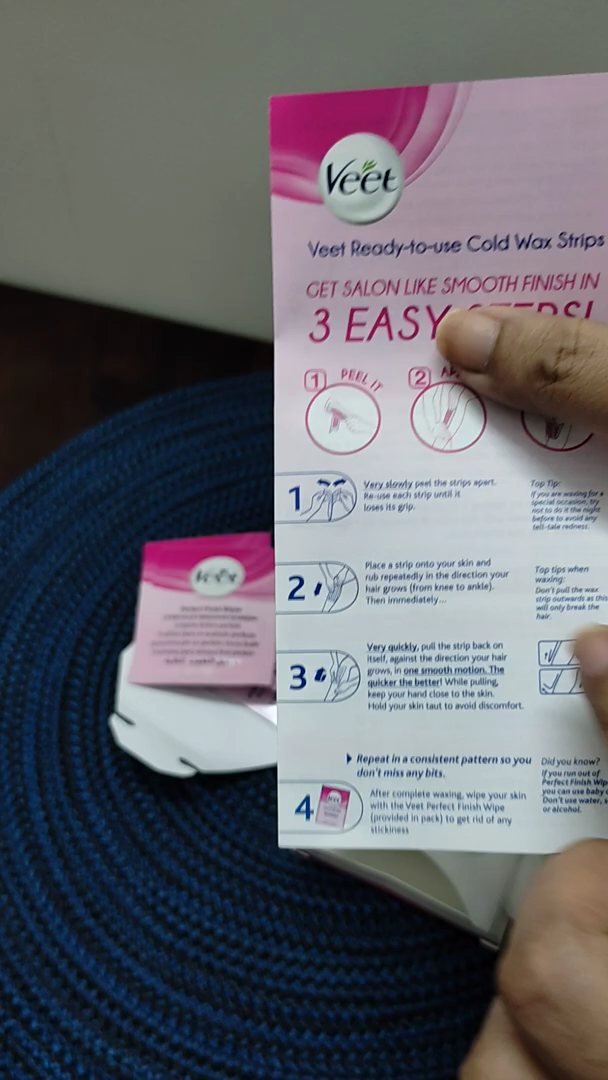 Veet
Veet Ready-to-use Cold Wax Strips
GET SALON LIKE SMOOTH FINISH IN
3 EASY
1 PEEL IT
2
1
Very slowly peel the strips apart.
Re-use each strip until it
loses its grip.
Top Tip:
If you are waxing for a
special occasion, try
not to do it the night
before to avoid any
tell-tale redness.
2
Place a strip onto your skin and
rub repeatedly in the direction your
hair grows (from knee to ankle).
Then immediately...
Top tips when
waxing:
Don't pull the wax
strip outwards as this
will only break the
hair.
3
Very quickly, pull the strip back on
itself, against the direction your hair
grows, in one smooth motion. The
quicker the better! While pulling,
keep your hand close to the skin.
Hold your skin taut to avoid discomfort.
Repeat in a consistent pattern so you
don't miss any bits.
4
After complete waxing, wipe your skin
with the Veet Perfect Finish Wipe
(provided in pack) to get rid of any
stickiness
Did you know?
If you run out of
Perfect Finish
you can use baby
Don't use water,
or alcohol.
Veet